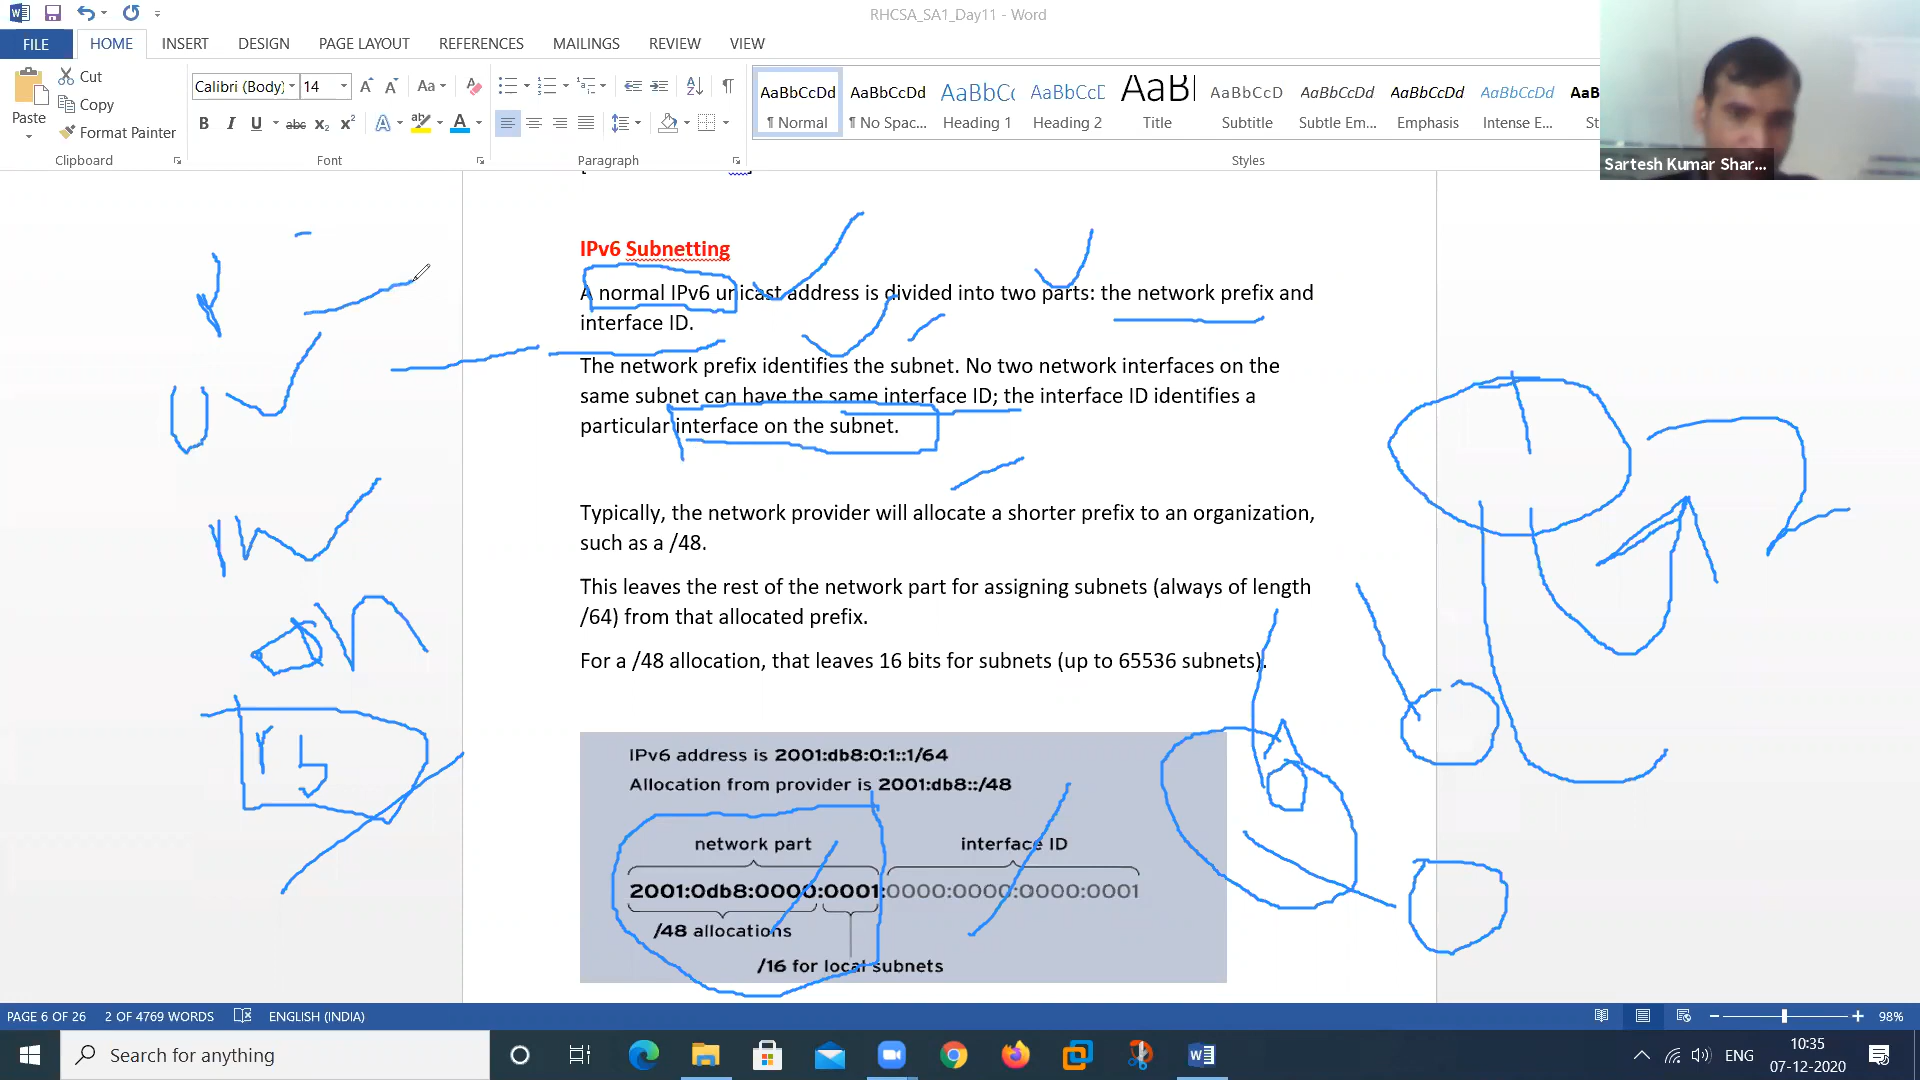 RHCSA_SA1_Day11 - Word
FILE HOME INSERT DESIGN PAGE LAYOUT REFERENCES MAILINGS REVIEW VIEW
Paste
Cut
Copy
Format Painter
Clipboard
Calibri (Body) 14
Font
Paragraph
AaBbCcDd AaBbCcDd AaBbCc AaBbCcD AaB AaBbCcD AaBbCcDd AaBbCcDd AaBbCcDd AaB
¶ Normal ¶ No Spac... Heading 1 Heading 2 Title Subtitle Subtle Em... Emphasis Intense E... St
Styles
Sartesh Kumar Shar...
IPv6 Subnetting
A normal IPv6 unicast address is divided into two parts: the network prefix and
interface ID.
The network prefix identifies the subnet. No two network interfaces on the
same subnet can have the same interface ID; the interface ID identifies a
particular interface on the subnet.
Typically, the network provider will allocate a shorter prefix to an organization,
such as a /48.
This leaves the rest of the network part for assigning subnets (always of length
/64) from that allocated prefix.
For a /48 allocation, that leaves 16 bits for subnets (up to 65536 subnets).
IPv6 address is 2001:db8:0:1::1/64
Allocation from provider is 2001:db8::/48
network part interface ID
2001:0db8:0000:0001:0000:0000:0000:0001
/48 allocations
/16 for local subnets
PAGE 6 OF 26 2 OF 4769 WORDS ENGLISH (INDIA) 98%
Search for anything
ENG
10:35
07-12-2020